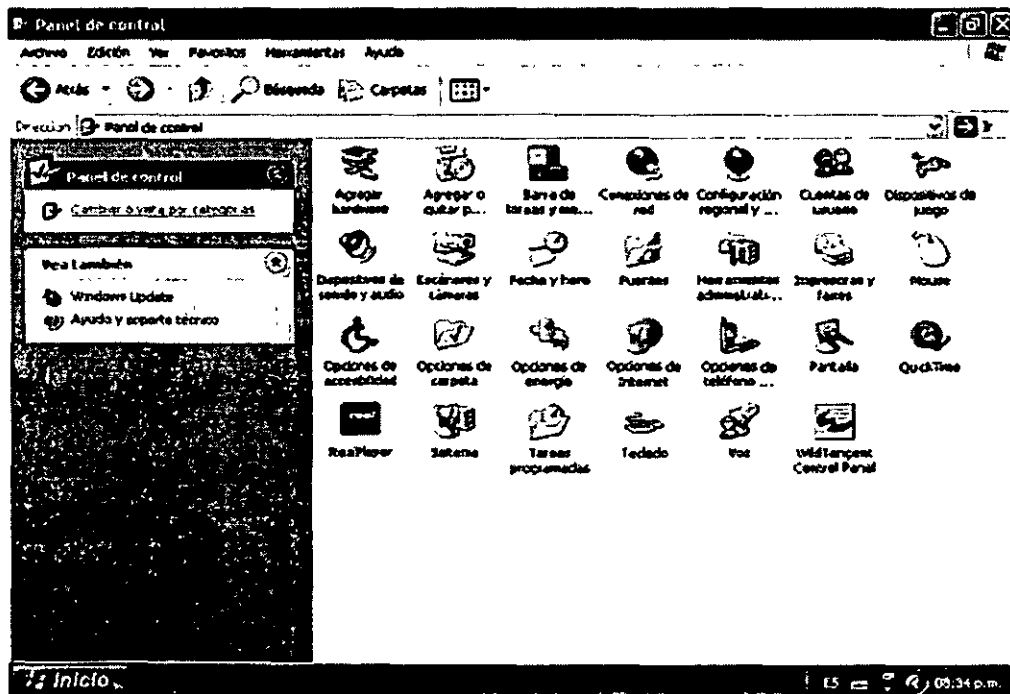 Panel de control
Archivo Edición Ver Favoritos Herramientas Ayuda
Atrás Búsqueda Carpetas
Dirección Panel de control Ir
Panel de control
Cambiar a vista por categorías
Vea también
Windows Update
Ayuda y soporte técnico
Agregar hardware
Agregar o quitar p...
Barra de tareas y me...
Conexiones de red
Configuración regional y ...
Cuentas de usuario
Dispositivos de juego
Dispositivos de sonido y audio
Escáneres y cámaras
Fecha y hora
Fuentes
Herramientas administrati...
Impresoras y faxes
Mouse
Opciones de accesibilidad
Opciones de carpeta
Opciones de energía
Opciones de Internet
Opciones de teléfono ...
Pantalla
QuickTime
real
RealPlayer
Sistema
Tareas programadas
Teclado
Voz
WildTangent Control Panel
Inicio
ES